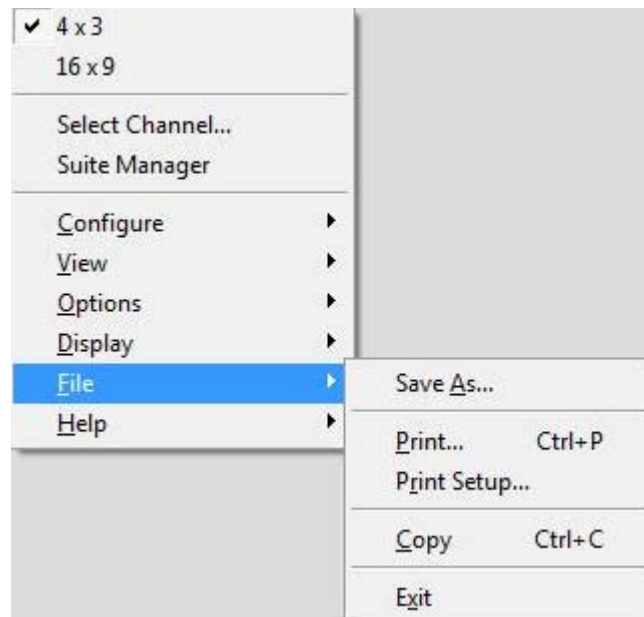 4 x 3
16 x 9
Select Channel...
Suite Manager
Configure
View
Options
Display
File
Help
Save As...
Print... Ctrl+P
Print Setup...
Copy Ctrl+C
Exit